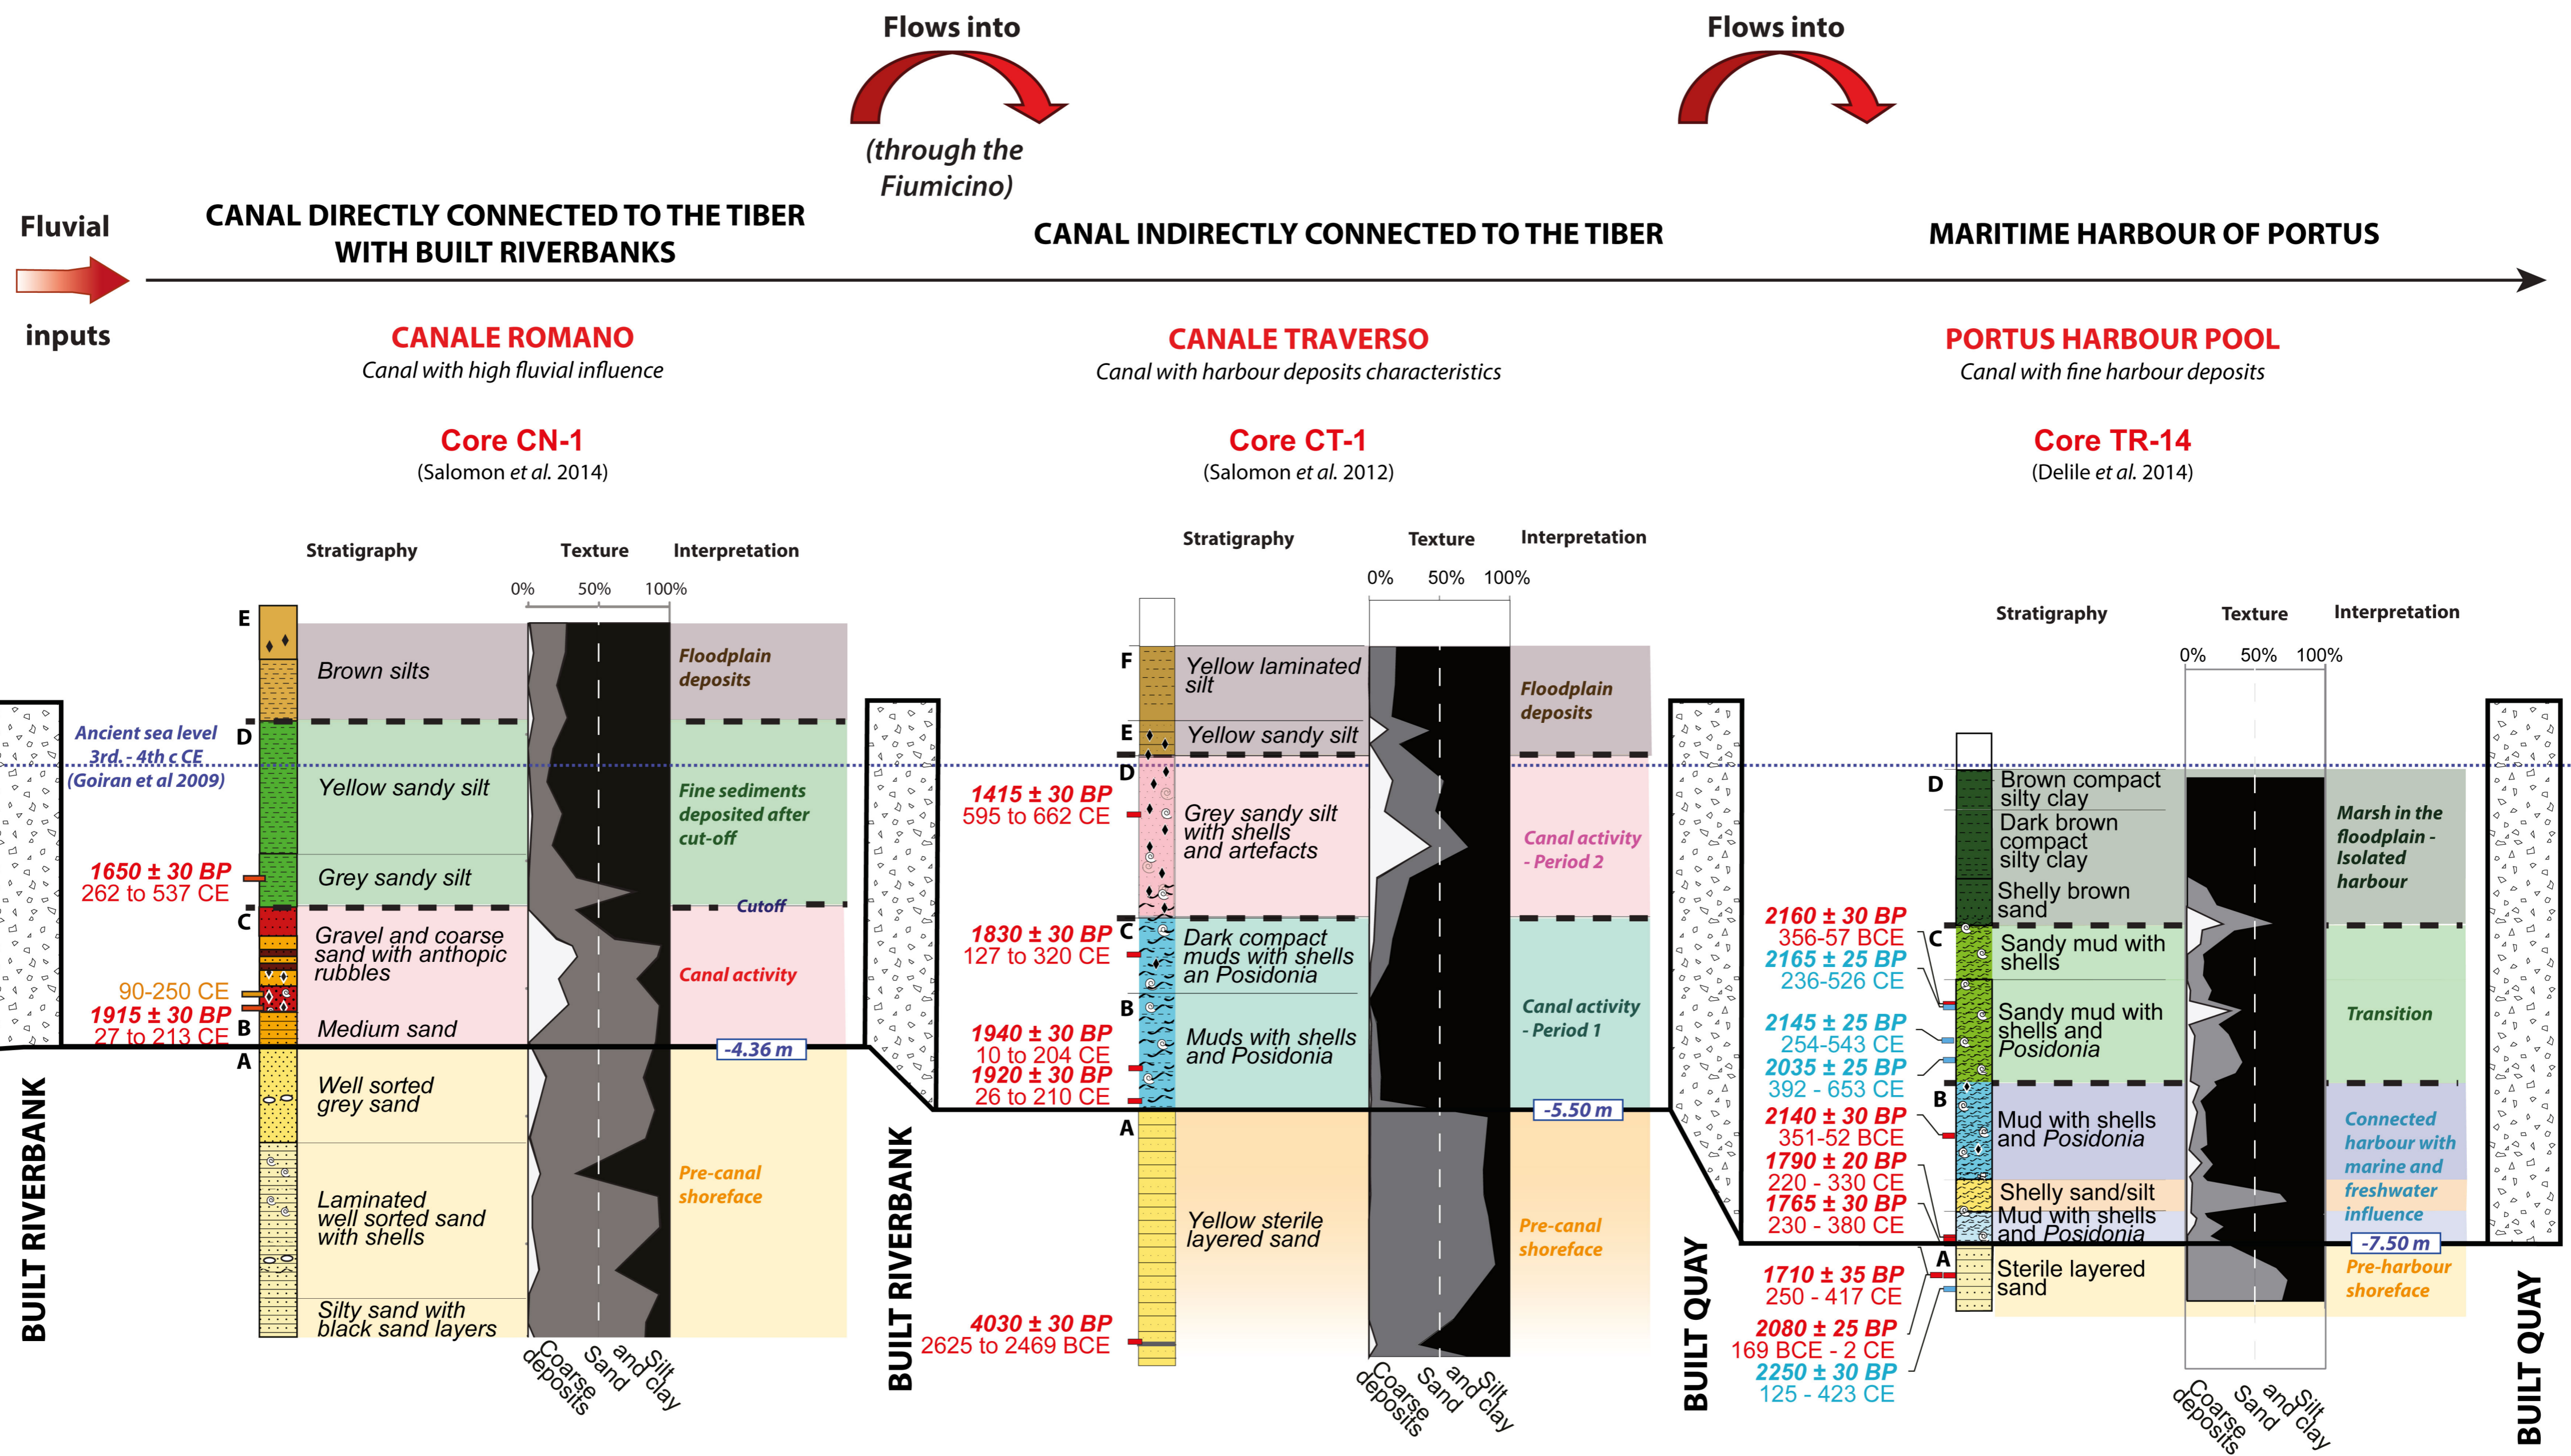 Flows into
Flows into
(through the
Fiumicino)
Fluvial
inputs
CANAL DIRECTLY CONNECTED TO THE TIBER
WITH BUILT RIVERBANKS
CANAL INDIRECTLY CONNECTED TO THE TIBER
MARITIME HARBOUR OF PORTUS
CANALE ROMANO
Canal with high fluvial influence
Core CN-1
(Salomon et al. 2014)
CANALE TRAVERSO
Canal with harbour deposits characteristics
Core CT-1
(Salomon et al. 2012)
PORTUS HARBOUR POOL
Canal with fine harbour deposits
Core TR-14
(Delile et al. 2014)
Stratigraphy
Texture
Interpretation
0%
50%
100%
E
Brown silts
Floodplain
deposits
Ancient sea level
3rd. - 4th c CE
(Goiran et al 2009)
D
Yellow sandy silt
Fine sediments
deposited after
cut-off
1650 ± 30 BP
262 to 537 CE
Grey sandy silt
Cutoff
C
Gravel and coarse
sand with anthopic
rubbles
Canal activity
90-250 CE
1915 ± 30 BP
27 to 213 CE
B
Medium sand
A
-4.36 m
Well sorted
grey sand
Laminated
well sorted sand
with shells
Pre-canal
shoreface
Silty sand with
black sand layers
Coarse
deposits
Sand
Silt
and clay
BUILT RIVERBANK
BUILT RIVERBANK
Stratigraphy
Texture
Interpretation
0%
50%
100%
F
Yellow laminated
silt
Floodplain
deposits
E
Yellow sandy silt
D
1415 ± 30 BP
595 to 662 CE
Grey sandy silt
with shells
and artefacts
Canal activity
- Period 2
1830 ± 30 BP
127 to 320 CE
C
Dark compact
muds with shells
an Posidonia
B
Canal activity
- Period 1
1940 ± 30 BP
10 to 204 CE
1920 ± 30 BP
26 to 210 CE
Muds with shells
and Posidonia
-5.50 m
A
Yellow sterile
layered sand
Pre-canal
shoreface
4030 ± 30 BP
2625 to 2469 BCE
Coarse
deposits
Sand
Silt
and clay
BUILT QUAY
BUILT QUAY
Stratigraphy
Texture
Interpretation
0%
50%
100%
D
Brown compact
silty clay
Dark brown
compact
silty clay
Shelly brown
sand
Marsh in the
floodplain -
Isolated
harbour
2160 ± 30 BP
356-57 BCE
2165 ± 25 BP
236-526 CE
C
Sandy mud with
shells
Sandy mud with
shells and
Posidonia
Transition
2145 ± 25 BP
254-543 CE
2035 ± 25 BP
392 - 653 CE
B
2140 ± 30 BP
351-52 BCE
Mud with shells
and Posidonia
Connected
harbour with
marine and
freshwater
influence
1790 ± 20 BP
220 - 330 CE
1765 ± 30 BP
230 - 380 CE
Shelly sand/silt
Mud with shells
and Posidonia
-7.50 m
A
Sterile layered
sand
Pre-harbour
shoreface
1710 ± 35 BP
250 - 417 CE
2080 ± 25 BP
169 BCE - 2 CE
2250 ± 30 BP
125 - 423 CE
Coarse
deposits
Sand
Silt
and clay